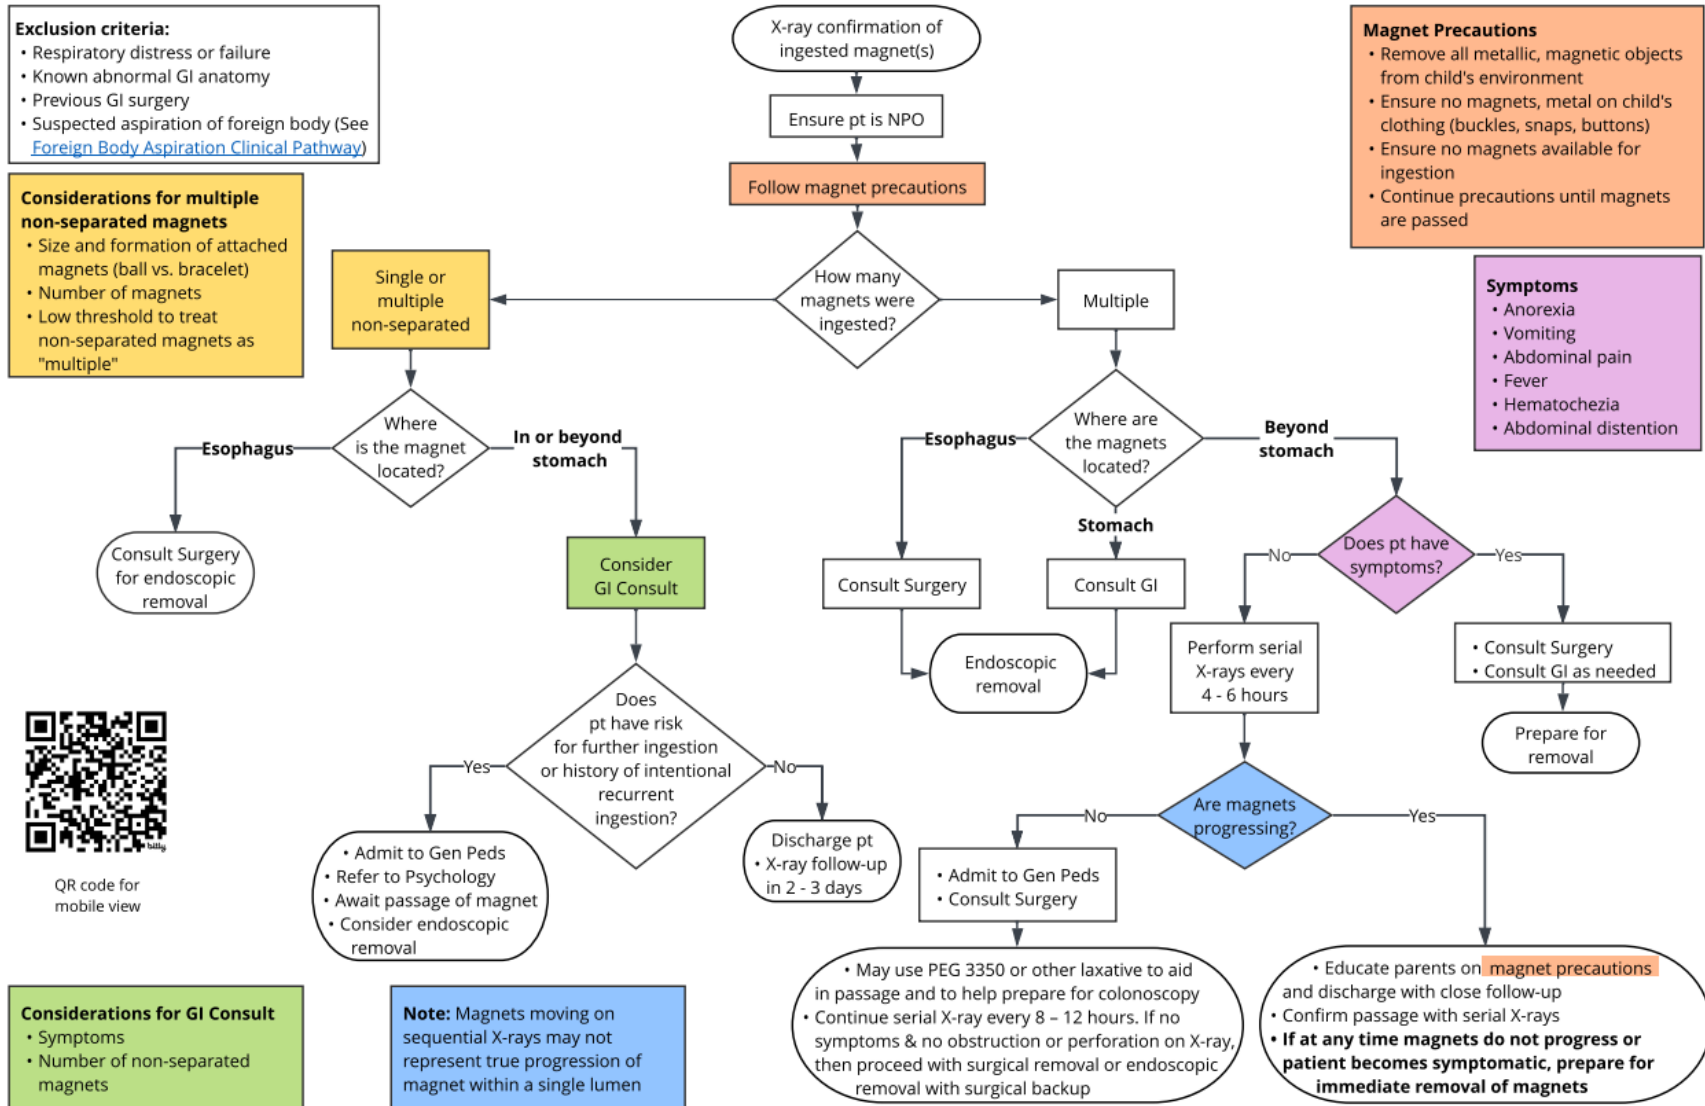 Exclusion criteria:
• Respiratory distress or failure
• Known abnormal GI anatomy
• Previous GI surgery
• Suspected aspiration of foreign body (See
Foreign Body Aspiration Clinical Pathway)
X-ray confirmation of
ingested magnet(s)
Ensure pt is NPO
Follow magnet precautions
Magnet Precautions
• Remove all metallic, magnetic objects
from child's environment
• Ensure no magnets, metal on child's
clothing (buckles, snaps, buttons)
• Ensure no magnets available for
ingestion
• Continue precautions until magnets
are passed
Considerations for multiple
non-separated magnets
• Size and formation of attached
magnets (ball vs. bracelet)
• Number of magnets
• Low threshold to treat
non-separated magnets as
"multiple"
Single or
multiple
non-separated
How many
magnets were
ingested?
Multiple
Symptoms
• Anorexia
• Vomiting
• Abdominal pain
• Fever
• Hematochezia
• Abdominal distention
Where
is the magnet
located?
Esophagus
In or beyond
stomach
Where are
the magnets
located?
Esophagus
Beyond
stomach
Stomach
Consult Surgery
for endoscopic
removal
Consider
GI Consult
Consult Surgery
Consult GI
Does pt have
symptoms?
No
Yes
Endoscopic
removal
Perform serial
X-rays every
4 - 6 hours
• Consult Surgery
• Consult GI as needed
Prepare for
removal
Does
pt have risk
for further ingestion
or history of intentional
recurrent
ingestion?
Yes
No
Are magnets
progressing?
No
Yes
bitly
QR code for
mobile view
• Admit to Gen Peds
• Refer to Psychology
• Await passage of magnet
• Consider endoscopic
removal
Discharge pt
• X-ray follow-up
in 2 - 3 days
• Admit to Gen Peds
• Consult Surgery
• May use PEG 3350 or other laxative to aid
in passage and to help prepare for colonoscopy
• Continue serial X-ray every 8 – 12 hours. If no
symptoms & no obstruction or perforation on X-ray,
then proceed with surgical removal or endoscopic
removal with surgical backup
• Educate parents on magnet precautions
and discharge with close follow-up
• Confirm passage with serial X-rays
• If at any time magnets do not progress or
patient becomes symptomatic, prepare for
immediate removal of magnets
Considerations for GI Consult
• Symptoms
• Number of non-separated
magnets
Note: Magnets moving on
sequential X-rays may not
represent true progression of
magnet within a single lumen